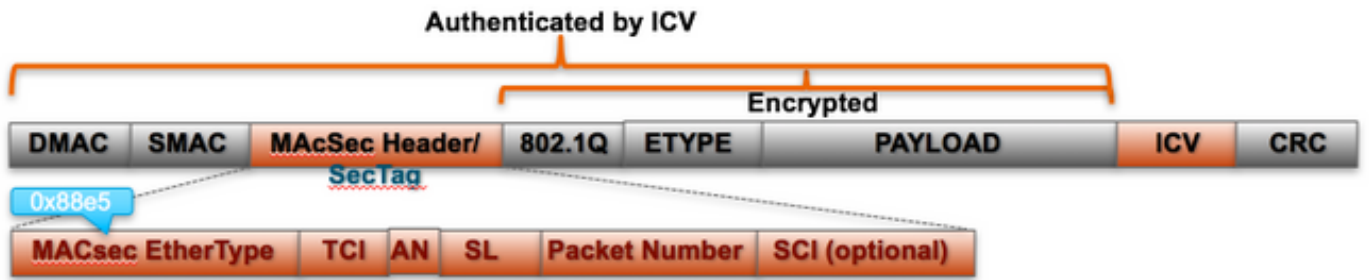 Authenticated by ICV
Encrypted
DMAC SMAC MAcSec Header/ 802.1Q ETYPE PAYLOAD ICV CRC
SecTag
0x88e5
MACsec EtherType TCI AN SL Packet Number SCI (optional)